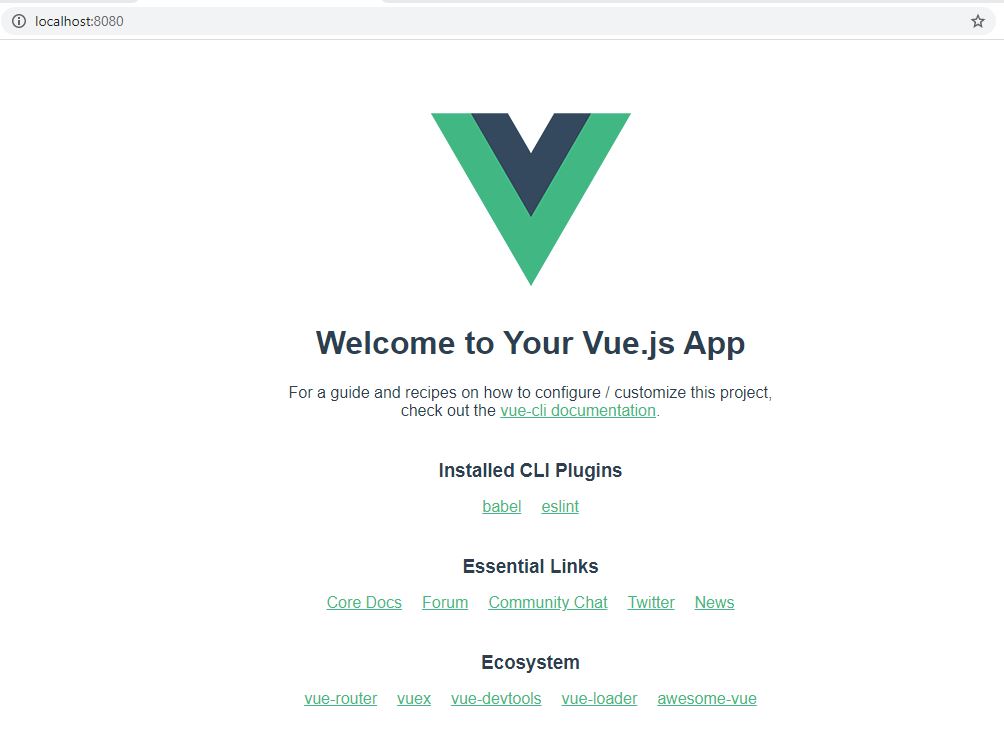 localhost:8080
Welcome to Your Vue.js App
For a guide and recipes on how to configure / customize this project,
check out the vue-cli documentation.
Installed CLI Plugins
babel eslint
Essential Links
Core Docs Forum Community Chat Twitter News
Ecosystem
vue-router vuex vue-devtools vue-loader awesome-vue